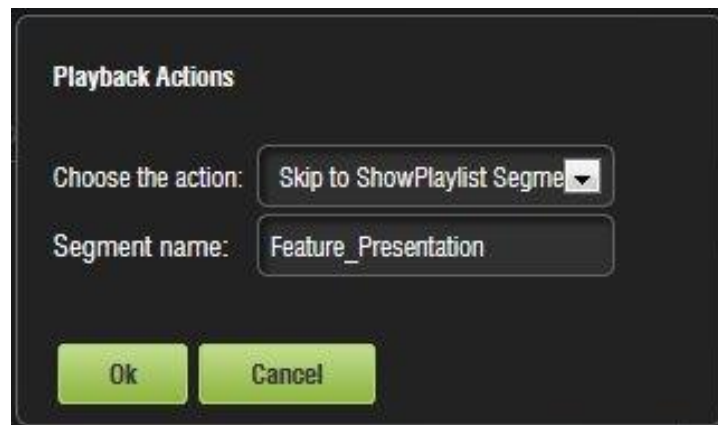 Playback Actions
Choose the action: Skip to ShowPlaylist Segme
Segment name: Feature_Presentation
Ok Cancel